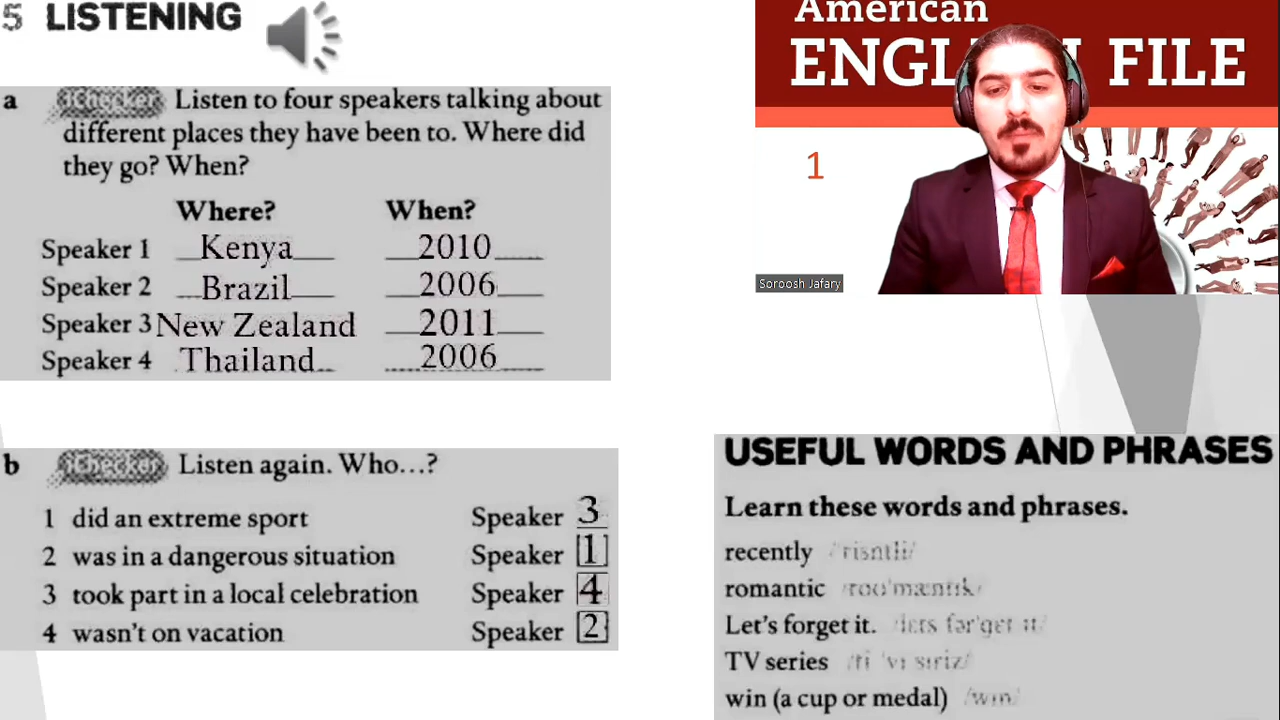 5 LISTENING
a iChecker Listen to four speakers talking about
different places they have been to. Where did
they go? When?
Where? When?
Speaker 1 Kenya 2010
Speaker 2 Brazil 2006
Speaker 3 New Zealand 2011
Speaker 4 Thailand 2006
b iChecker Listen again. Who...?
1 did an extreme sport Speaker 3
2 was in a dangerous situation Speaker 1
3 took part in a local celebration Speaker 4
4 wasn't on vacation Speaker 2
American
FILE
1
Soroosh Jafary
USEFUL WORDS AND PHRASES
Learn these words and phrases.
recently
romantic
Let's forget it.
TV series
win (a cup or medal) /wɪn/